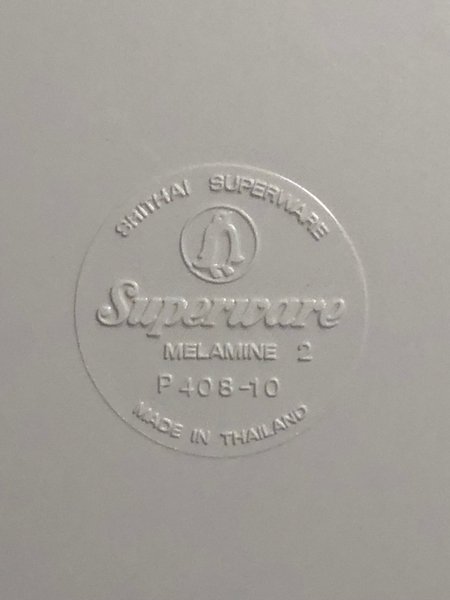 SRITHAI SUPERWARE
Superware
MELAMINE 2
P408-10
MADE IN THAILAND